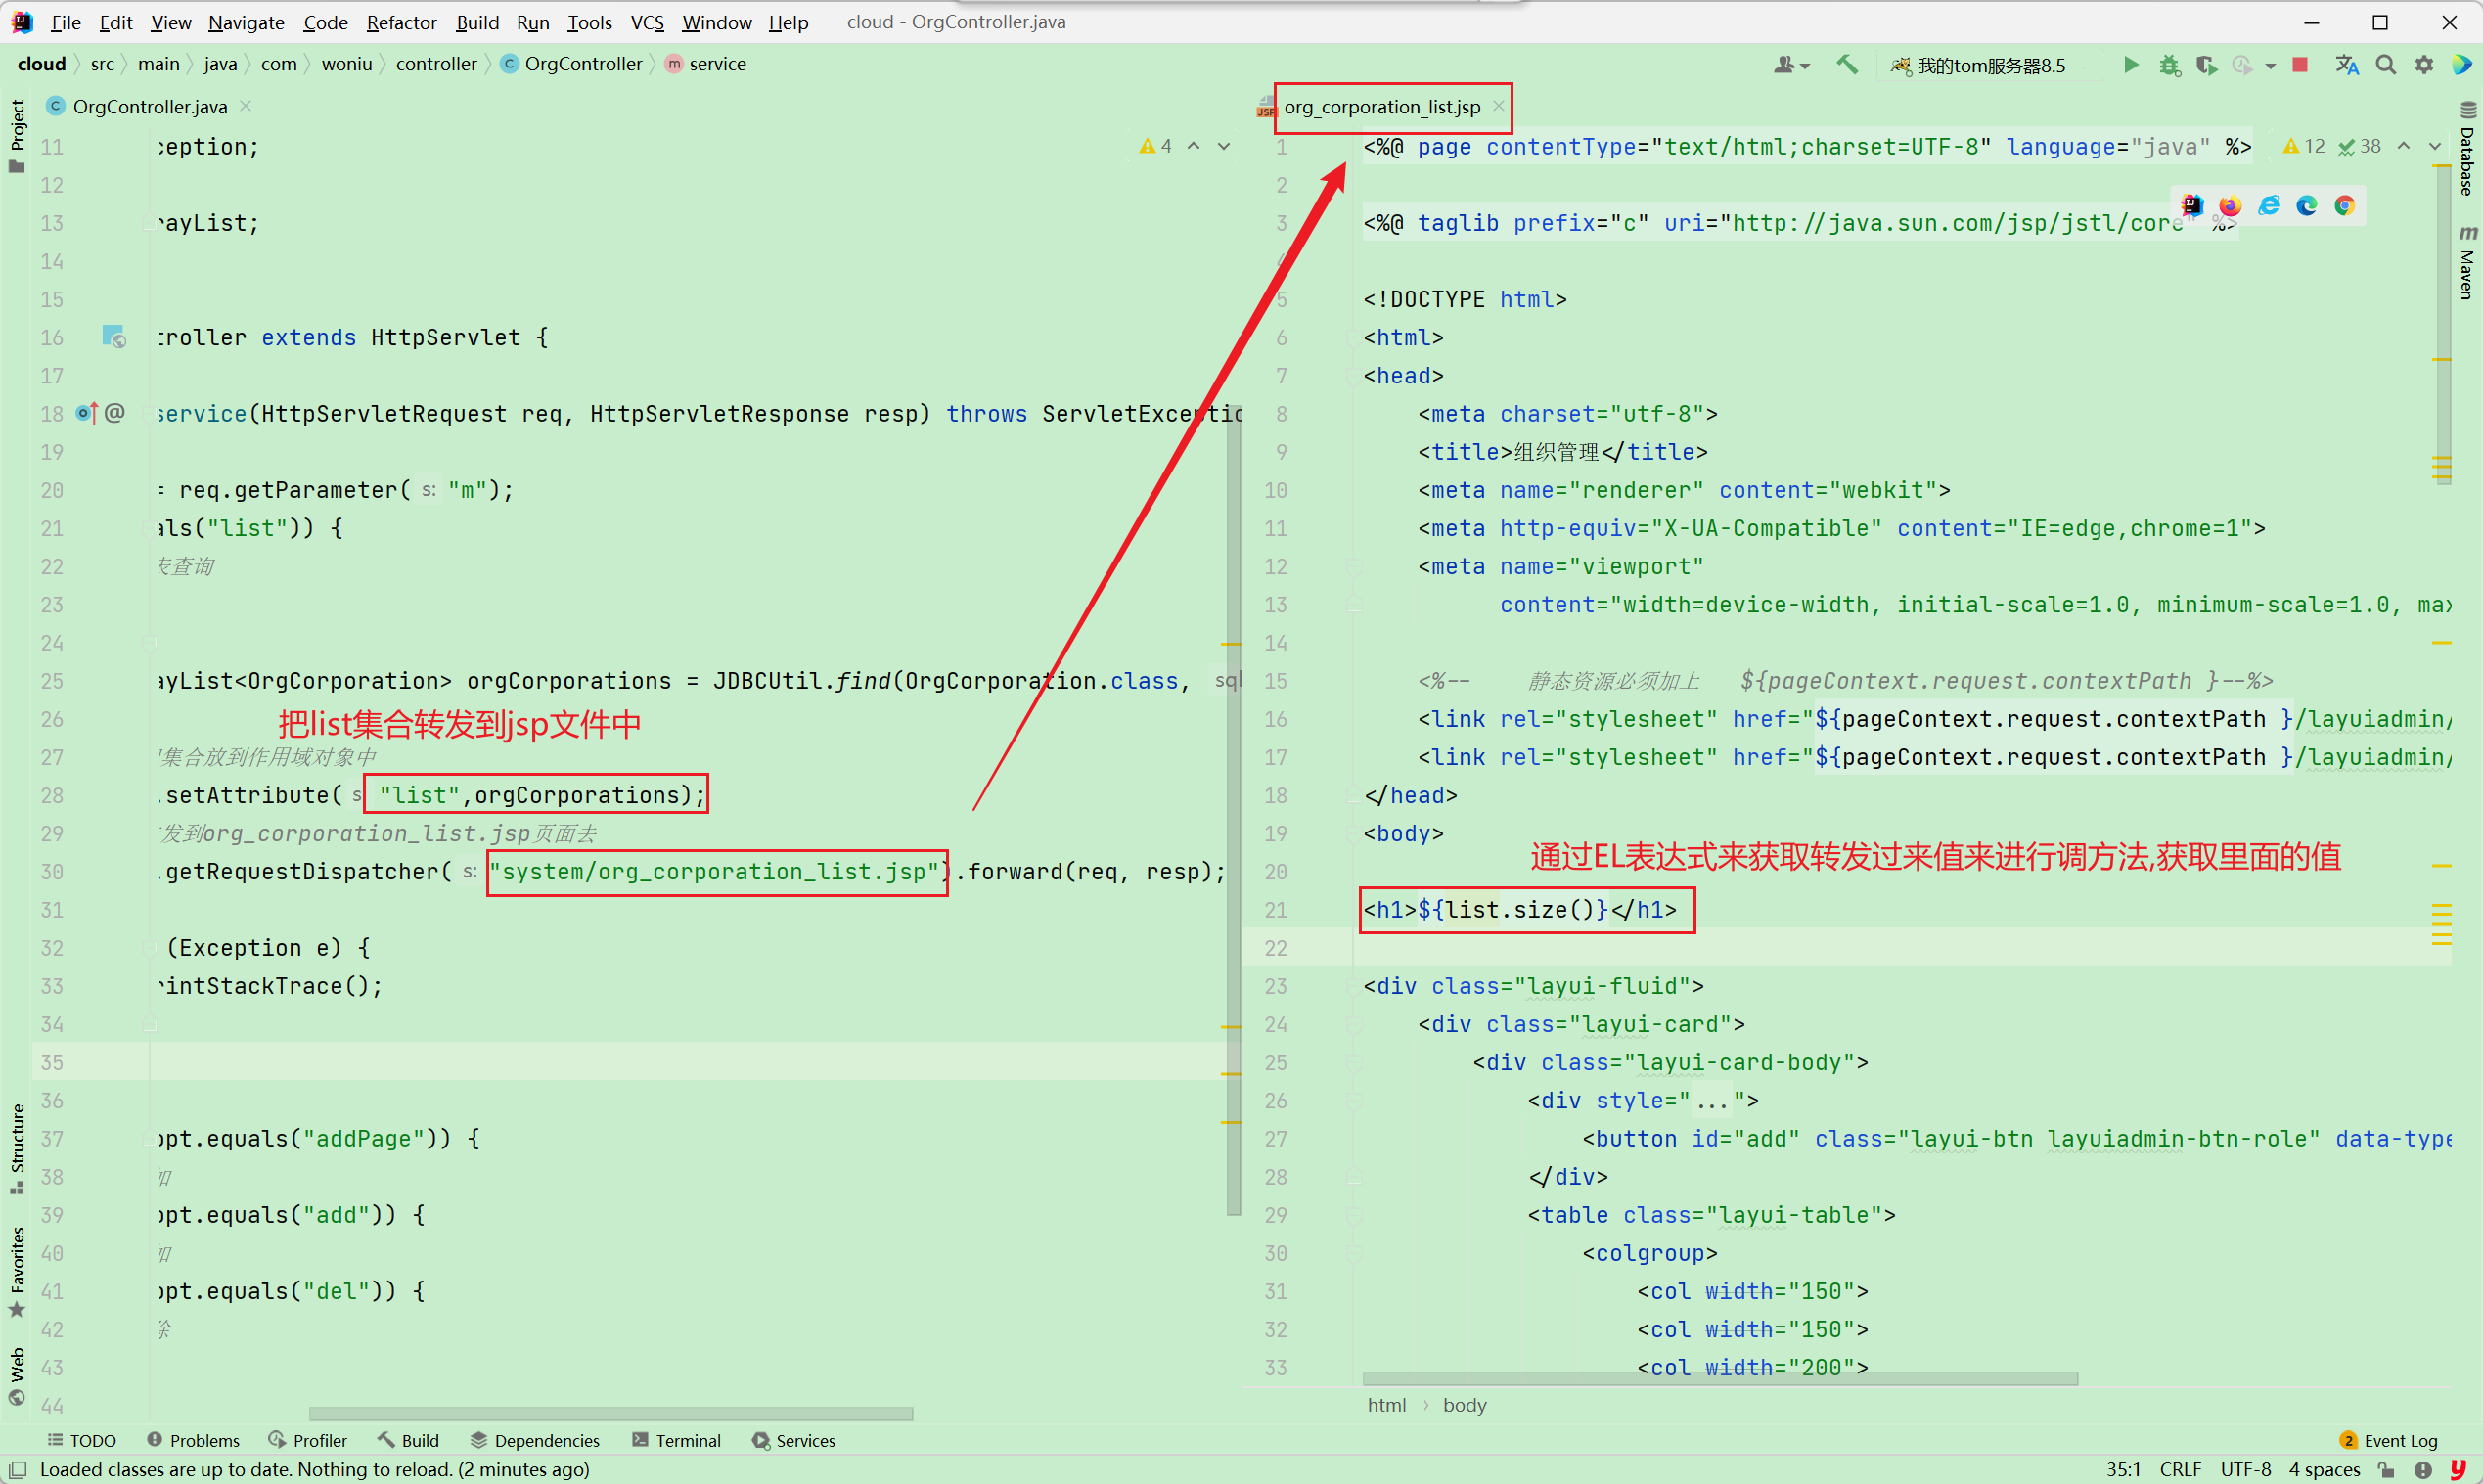 File Edit View Navigate Code Refactor Build Run Tools VCS Window Help cloud - OrgController.java
cloud src main java com woniu controller OrgController service
我的tom服务器8.5
Project
OrgController.java
11 ception;
12
13 rayList;
14
15
16 troller extends HttpServlet {
17
18 service(HttpServletRequest req, HttpServletResponse resp) throws ServletExceptio
19
20 = req.getParameter( s: "m");
21 als("list")) {
22 查询
23
24
25 ayList<OrgCorporation> orgCorporations = JDBCUtil.find(OrgCorporation.class, sql
26
把list集合转发到jsp文件中
27 集合放到作用域对象中
28 .setAttribute( s "list",orgCorporations);
29 发到org_corporation_list.jsp页面去
30 .getRequestDispatcher( s: "system/org_corporation_list.jsp").forward(req, resp);
31
32 (Exception e) {
33 rintStackTrace();
34
35
36
37 opt.equals("addPage")) {
38
39 opt.equals("add")) {
40
41 opt.equals("del")) {
42 除
43
44
4
org_corporation_list.jsp
1 <%@ page contentType="text/html;charset=UTF-8" language="java" %>
2
3 <%@ taglib prefix="c" uri="http://java.sun.com/jsp/jstl/core" %>
4
5 <!DOCTYPE html>
6 <html>
7 <head>
8 <meta charset="utf-8">
9 <title>组织管理</title>
10 <meta name="renderer" content="webkit">
11 <meta http-equiv="X-UA-Compatible" content="IE=edge,chrome=1">
12 <meta name="viewport"
13 content="width=device-width, initial-scale=1.0, minimum-scale=1.0, max
14
15 <%-- 静态资源必须加上 ${pageContext.request.contextPath }--%>
16 <link rel="stylesheet" href="${pageContext.request.contextPath }/layuiadmin/
17 <link rel="stylesheet" href="${pageContext.request.contextPath }/layuiadmin/
18 </head>
19 <body>
通过EL表达式来获取转发过来值来进行调方法,获取里面的值
20
21 <h1>${list.size()}</h1>
22
23 <div class="layui-fluid">
24 <div class="layui-card">
25 <div class="layui-card-body">
26 <div style="...">
27 <button id="add" class="layui-btn layuiadmin-btn-role" data-type
28 </div>
29 <table class="layui-table">
30 <colgroup>
31 <col width="150">
32 <col width="150">
33 <col width="200">
12 38
html body
Database
Maven
Structure
Favorites
Web
TODO Problems Profiler Build Dependencies Terminal Services 2 Event Log
Loaded classes are up to date. Nothing to reload. (2 minutes ago) 35:1 CRLF UTF-8 4 spaces